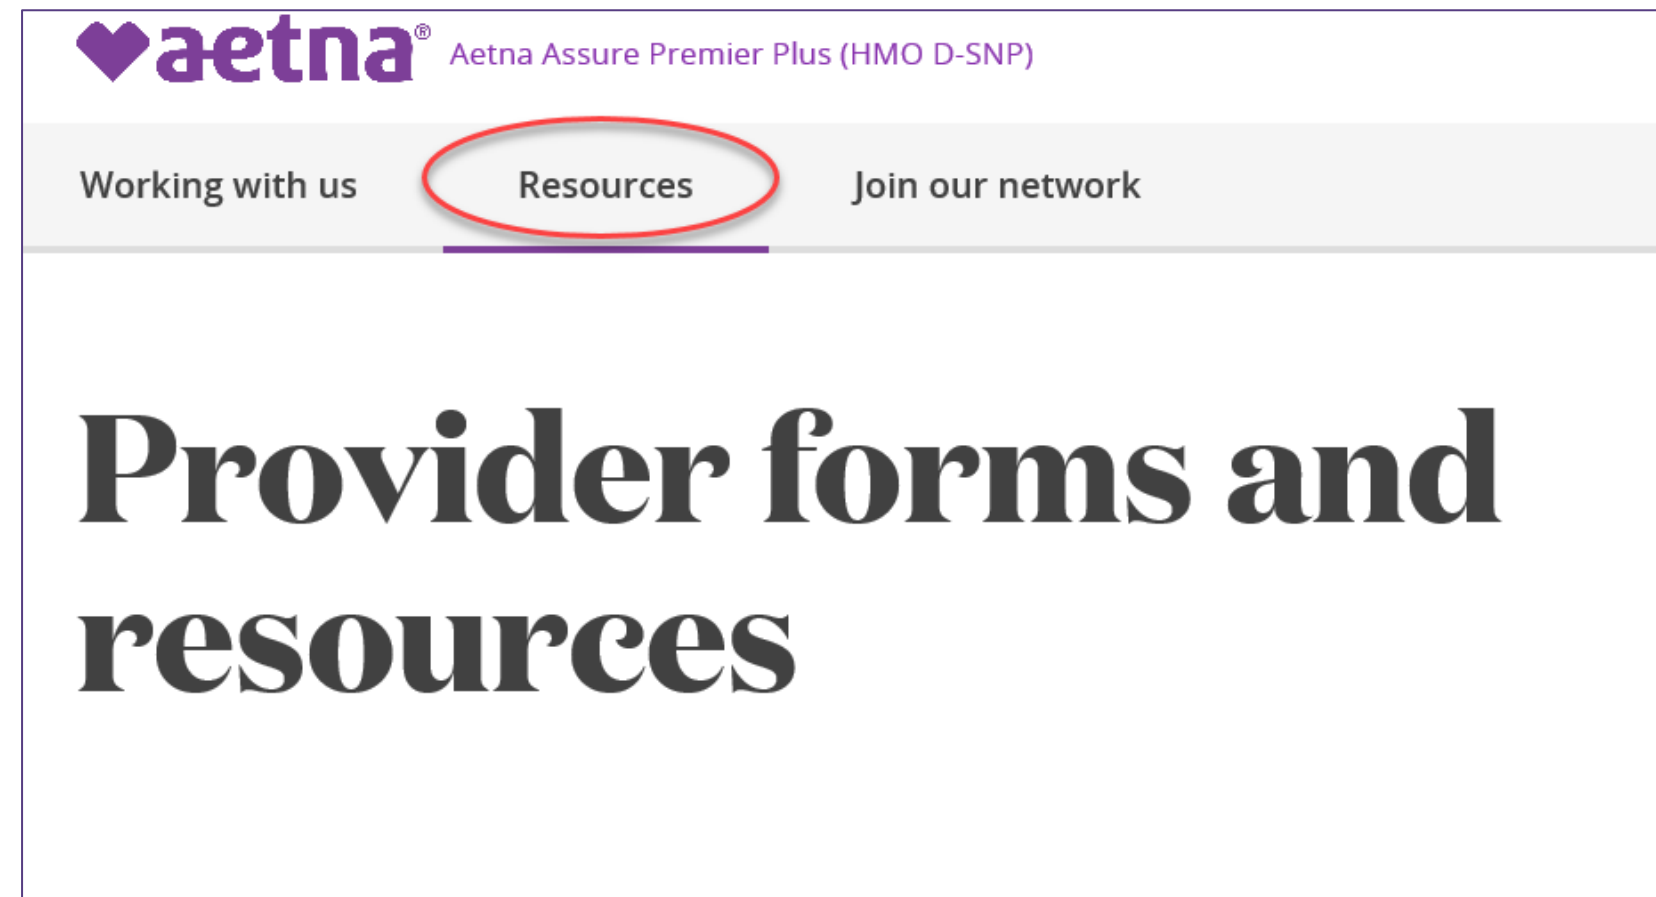 aetna® Aetna Assure Premier Plus (HMO D-SNP)
Working with us Resources Join our network
Provider forms and
resources